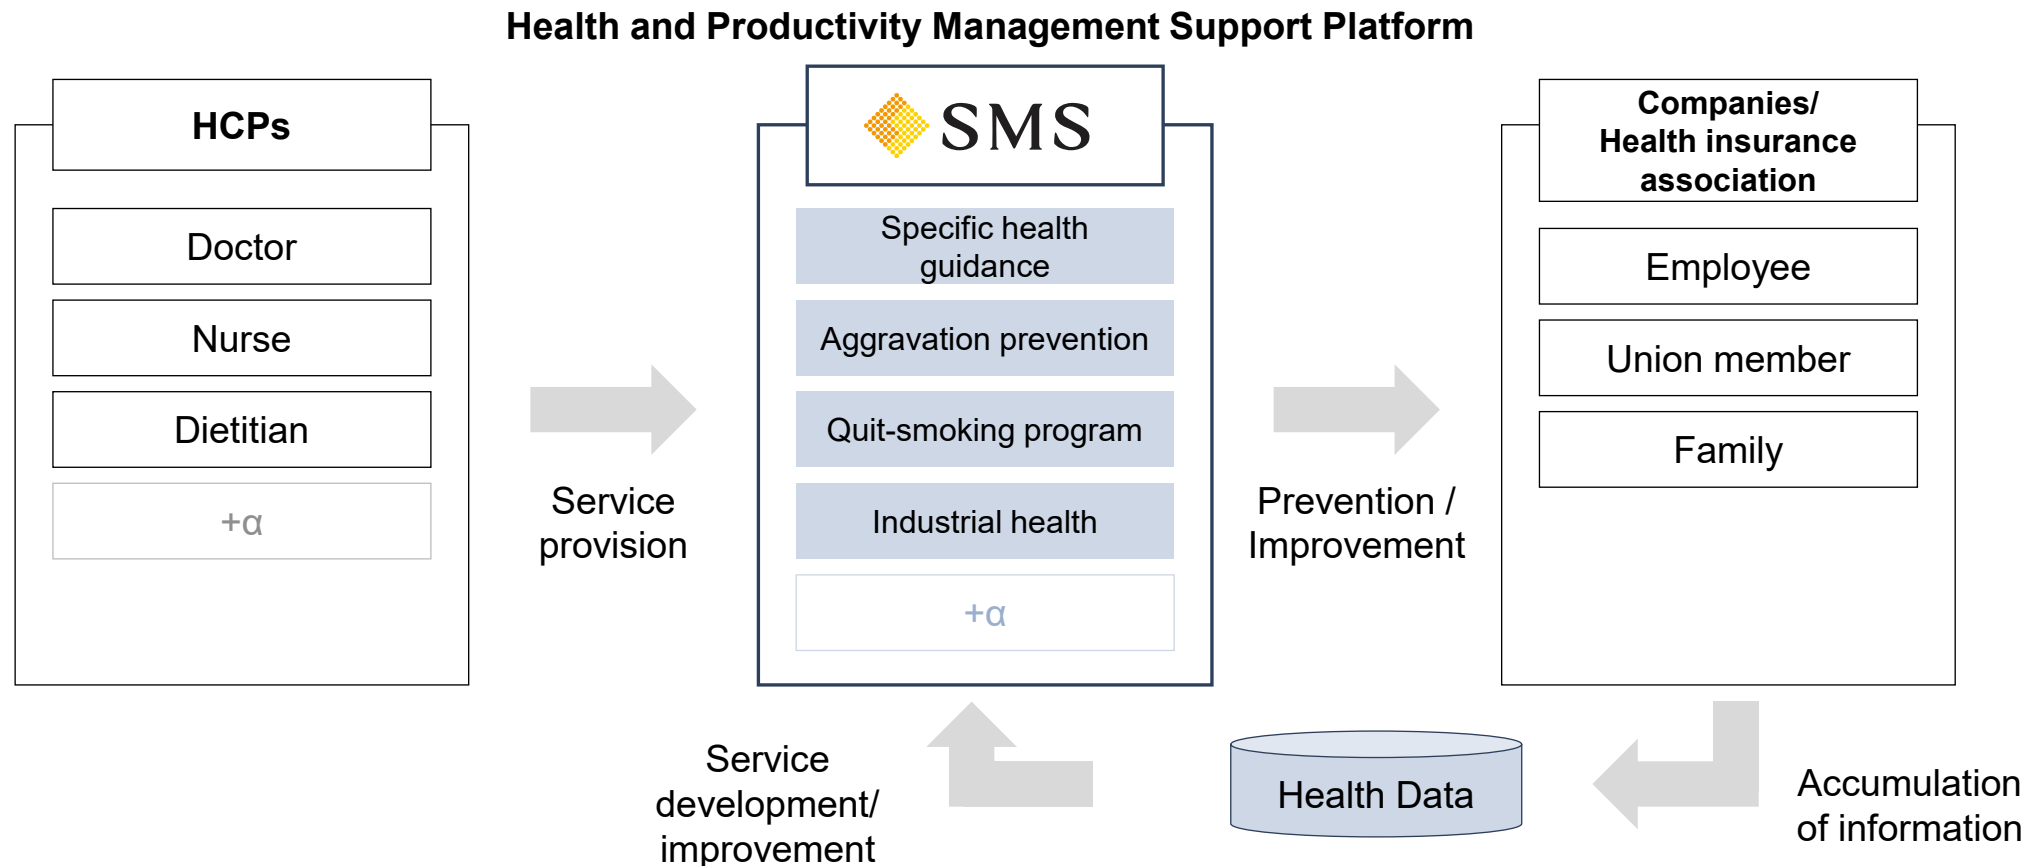 Health and Productivity Management Support Platform
HCPs
Doctor
Nurse
Dietitian
+α
Service
provision
SMS
Specific health
guidance
Aggravation prevention
Quit-smoking program
Industrial health
+α
Prevention /
Improvement
Companies/
Health insurance
association
Employee
Union member
Family
Accumulation
of information
Health Data
Service
development/
improvement